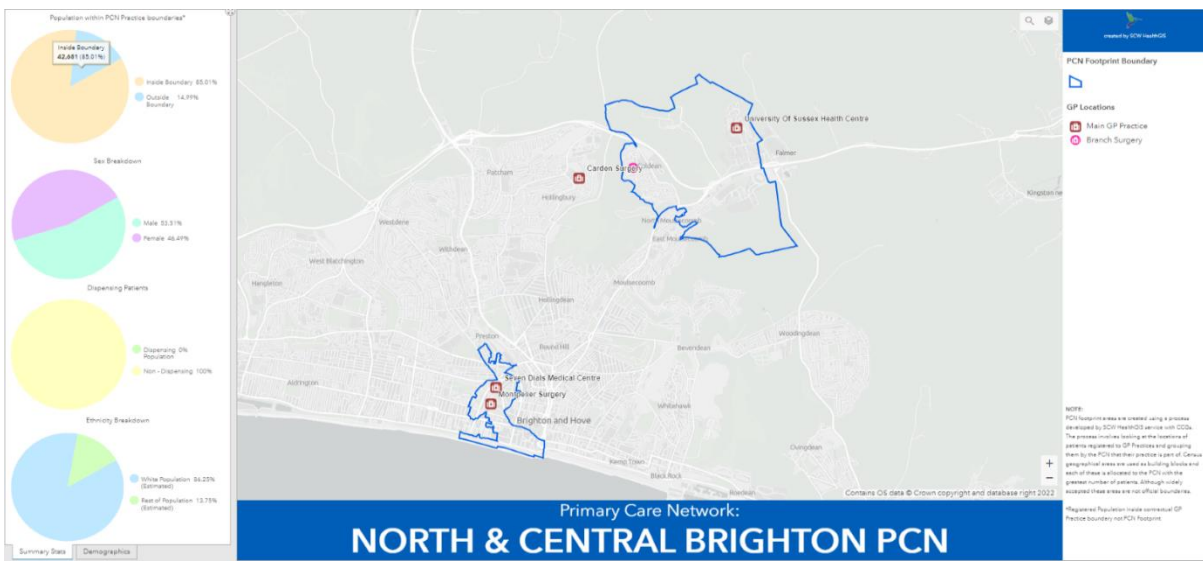 Population within PCN Practice boundaries*
Inside Boundary
42,681 (85.01%)
Inside Boundary 85.01%
Outside 14.99%
Boundary
Sex Breakdown
Male 53.51%
Female 46.49%
Dispensing Patients
Dispensing 0%
Population
Non - Dispensing 100%
Ethnicity Breakdown
White Population 86.25%
(Estimated)
Rest of Population 13.75%
(Estimated)
Summary Stats
Demographics
University Of Sussex Health Centre
Falmer
Carden Surgery
Coldean
Patcham
Hollingbury
Kingston
North Moulsecoomb
East Moulsecoomb
Westdene
Withdean
West Blatchington
Hangleton
Moulsecoomb
Hollingdean
Preston
Round Hill
Bevendean
Woodingdean
Aldrington
Seven Dials Medical Centre
Montpelier Surgery
Whitehawk
Brighton and Hove
Ovingdean
Kemp Town
Black Rock
Roedean
+
−
Contains OS data © Crown copyright and database right 2022
Primary Care Network:
NORTH & CENTRAL BRIGHTON PCN
created by SCW HealthGIS
PCN Footprint Boundary
GP Locations
Main GP Practice
Branch Surgery
NOTE:
PCN footprint areas are created using a process
developed by SCW HealthGIS service with CCGs.
The process involves looking at the locations of
patients registered to GP Practices and grouping
them by the PCN that their practice is part of. Census
geographical areas are used as building blocks and
each of these is allocated to the PCN with the
greatest number of patients. Although widely
accepted these areas are not official boundaries.
*Registered Population inside contractual GP
Practice boundary not PCN Footprint